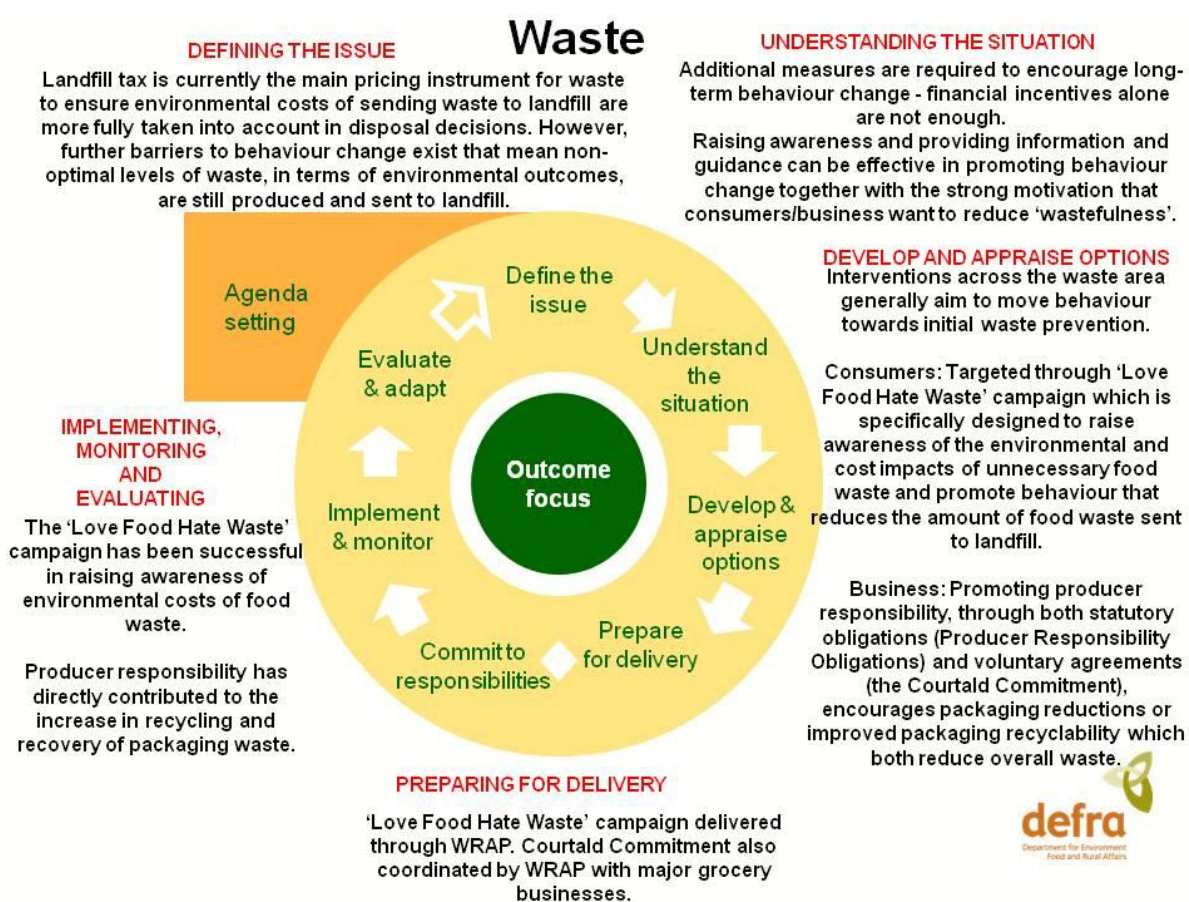 Waste
DEFINING THE ISSUE
Landfill tax is currently the main pricing instrument for waste
to ensure environmental costs of sending waste to landfill are
more fully taken into account in disposal decisions. However,
further barriers to behaviour change exist that mean non-
optimal levels of waste, in terms of environmental outcomes,
are still produced and sent to landfill.
UNDERSTANDING THE SITUATION
Additional measures are required to encourage long-
term behaviour change - financial incentives alone
are not enough.
Raising awareness and providing information and
guidance can be effective in promoting behaviour
change together with the strong motivation that
consumers/business want to reduce ‘wastefulness’.
DEVELOP AND APPRAISE OPTIONS
Interventions across the waste area
generally aim to move behaviour
towards initial waste prevention.
Consumers: Targeted through ‘Love
Food Hate Waste’ campaign which is
specifically designed to raise
awareness of the environmental and
cost impacts of unnecessary food
waste and promote behaviour that
reduces the amount of food waste sent
to landfill.
Business: Promoting producer
responsibility, through both statutory
obligations (Producer Responsibility
Obligations) and voluntary agreements
(the Courtald Commitment),
encourages packaging reductions or
improved packaging recyclability which
both reduce overall waste.
Agenda
setting
Define the
issue
Understand
the
situation
Develop &
appraise
options
Prepare
for delivery
Commit to
responsibilities
Implement
& monitor
Evaluate
& adapt
Outcome
focus
IMPLEMENTING,
MONITORING
AND
EVALUATING
The ‘Love Food Hate Waste’
campaign has been successful
in raising awareness of
environmental costs of food
waste.
Producer responsibility has
directly contributed to the
increase in recycling and
recovery of packaging waste.
PREPARING FOR DELIVERY
‘Love Food Hate Waste’ campaign delivered
through WRAP. Courtald Commitment also
coordinated by WRAP with major grocery
businesses.
defra
Department for Environment
Food and Rural Affairs